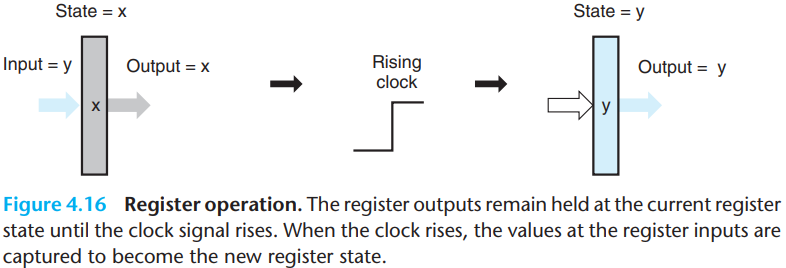 State = x
State = y
Input = y
Output = x
Rising
clock
Output = y
x
y
Figure 4.16 Register operation. The register outputs remain held at the current register
state until the clock signal rises. When the clock rises, the values at the register inputs are
captured to become the new register state.